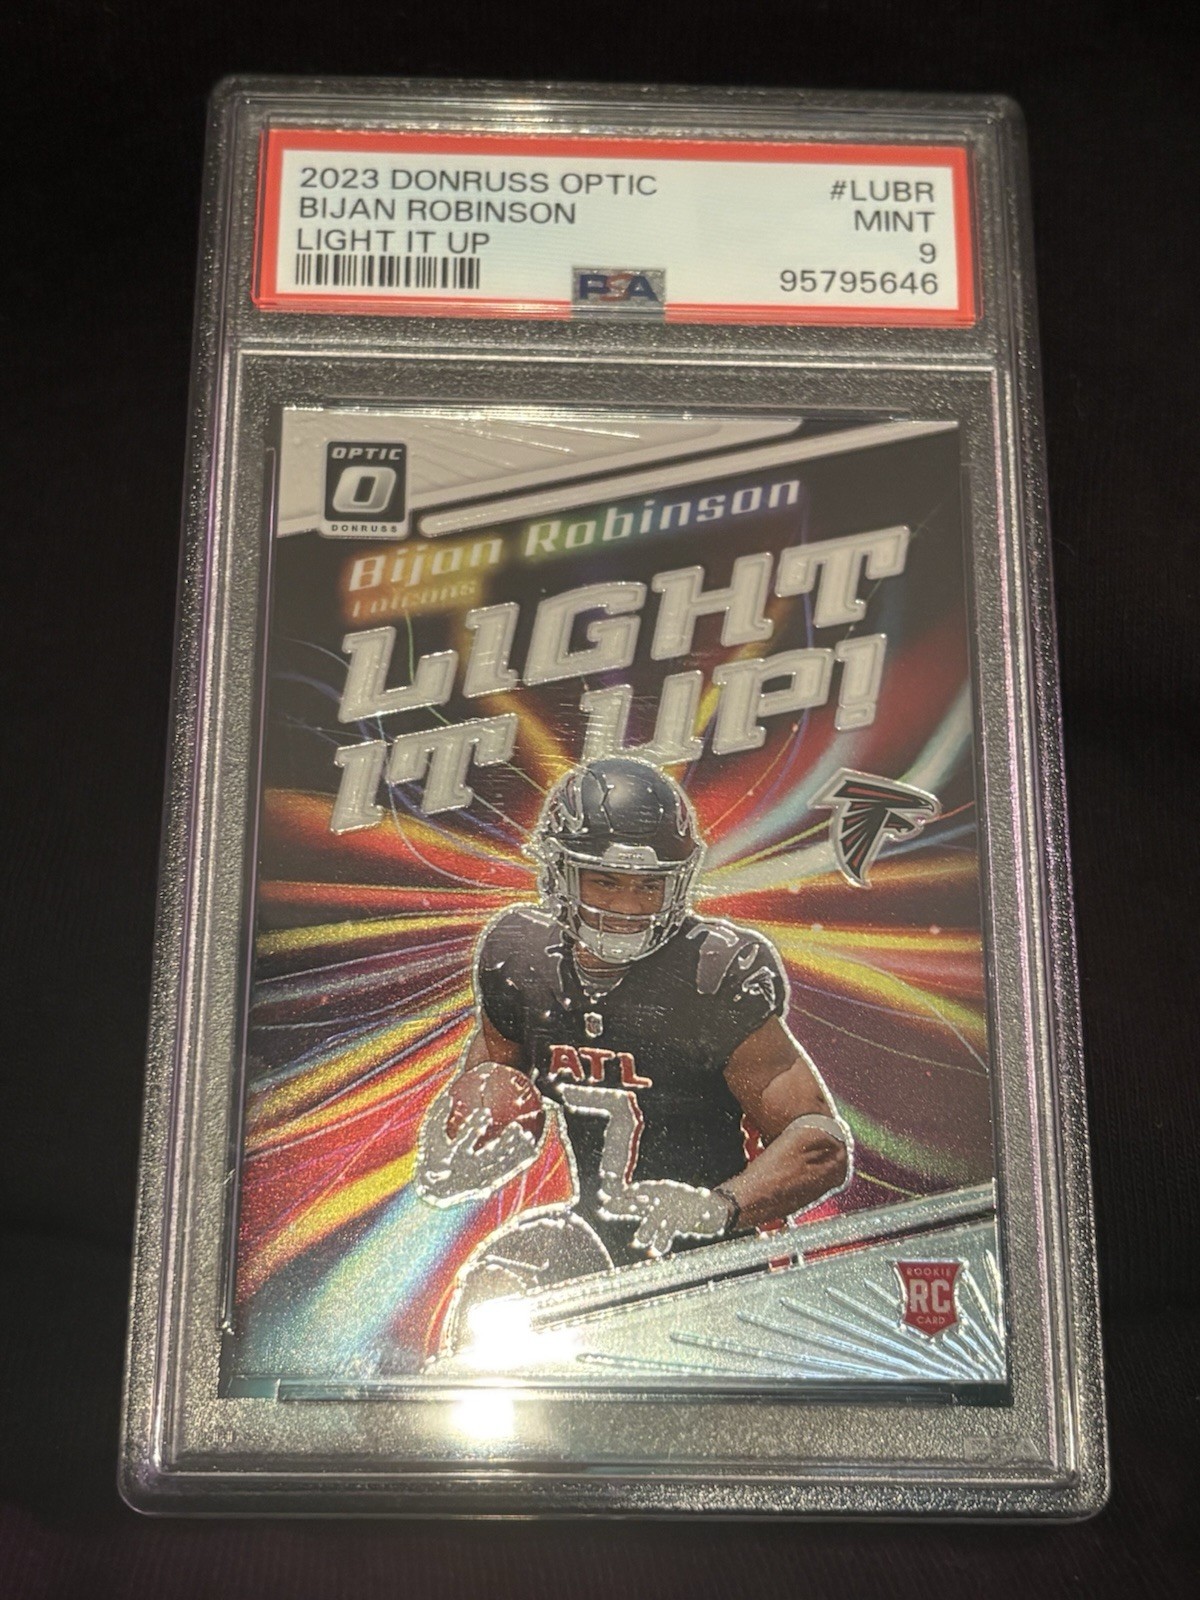 2023 DONRUSS OPTIC #LUBR
BIJAN ROBINSON MINT
LIGHT IT UP 9
PSA 95795646
OPTIC
O
DONRUSS
Bijan Robinson
Falcons
LIGHT
IT UP!
ATL
7
ROOKIE
RC
CARD